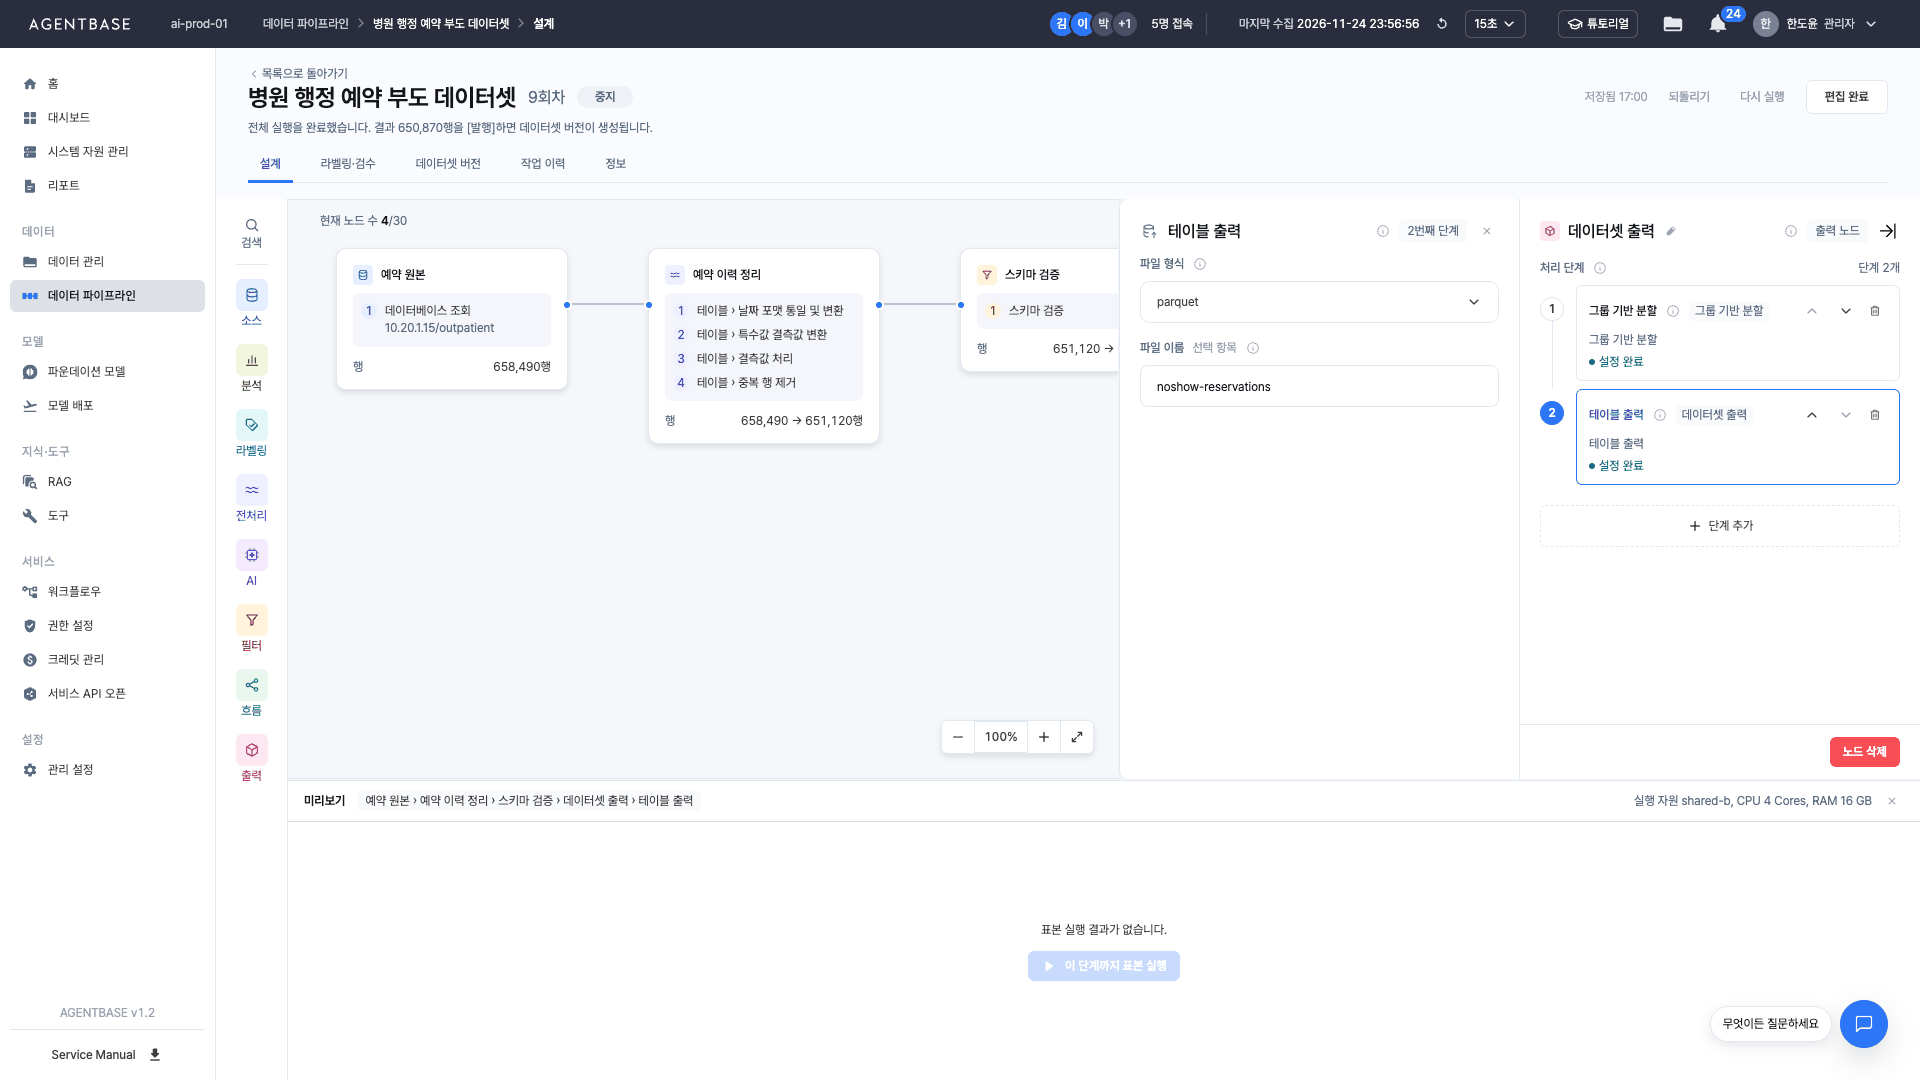 AGENTBASE
ai-prod-01
데이터 파이프라인 > 병원 행정 예약 부도 데이터셋 > 설계
김 이 박 +1 5명 접속
마지막 수집 2026-11-24 23:56:56
15초
튜토리얼
24
한 한도윤 관리자
홈
대시보드
시스템 자원 관리
리포트
데이터
데이터 관리
데이터 파이프라인
모델
파운데이션 모델
모델 배포
지식·도구
RAG
도구
서비스
워크플로우
권한 설정
크레딧 관리
서비스 API 오픈
설정
관리 설정
AGENTBASE v1.2
Service Manual
목록으로 돌아가기
병원 행정 예약 부도 데이터셋 9회차 중지
전체 실행을 완료했습니다. 결과 650,870행을 [발행]하면 데이터셋 버전이 생성됩니다.
저장됨 17:00 되돌리기 다시 실행 편집 완료
설계 라벨링·검수 데이터셋 버전 작업 이력 정보
검색
소스
분석
라벨링
전처리
AI
필터
흐름
출력
현재 노드 수 4/30
예약 원본
1 데이터베이스 조회
10.20.1.15/outpatient
행 658,490행
예약 이력 정리
1 테이블 › 날짜 포맷 통일 및 변환
2 테이블 › 특수값 결측값 변환
3 테이블 › 결측값 처리
4 테이블 › 중복 행 제거
행 658,490 → 651,120행
스키마 검증
1 스키마 검증
행 651,120 →
100%
테이블 출력 2번째 단계
파일 형식
parquet
파일 이름 선택 항목
noshow-reservations
데이터셋 출력 출력 노드
처리 단계 단계 2개
1 그룹 기반 분할 그룹 기반 분할
그룹 기반 분할
설정 완료
2 테이블 출력 데이터셋 출력
테이블 출력
설정 완료
단계 추가
노드 삭제
미리보기 예약 원본 › 예약 이력 정리 › 스키마 검증 › 데이터셋 출력 › 테이블 출력
실행 자원 shared-b, CPU 4 Cores, RAM 16 GB
표본 실행 결과가 없습니다.
이 단계까지 표본 실행
무엇이든 질문하세요